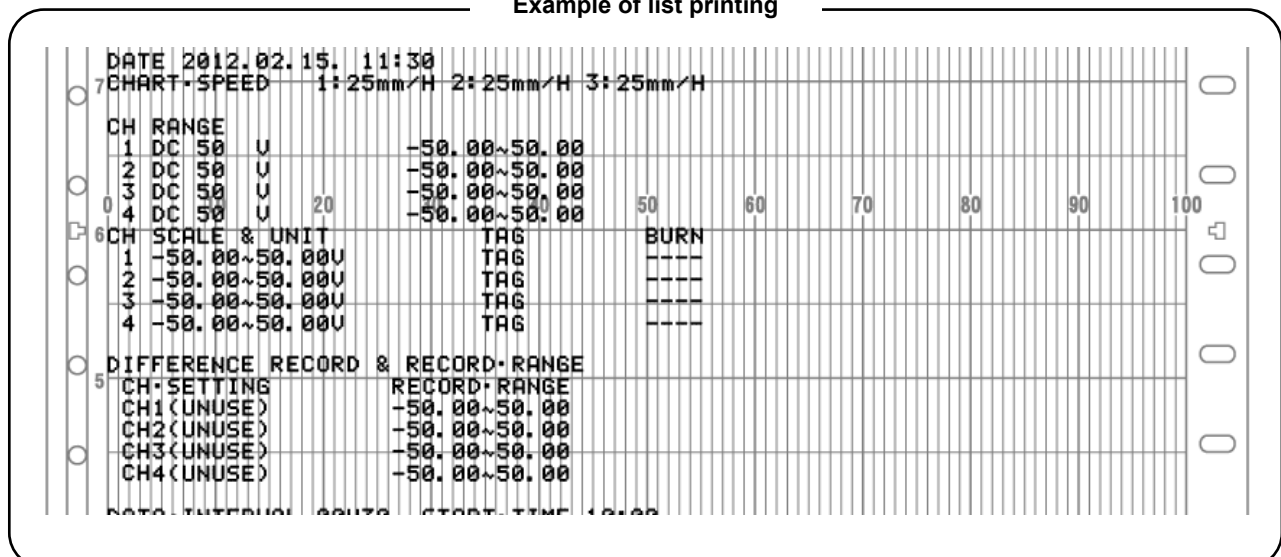 Example of list printing
DATE 2012.02.15. 11:30
7 CHART·SPEED 1:25mm/H 2:25mm/H 3:25mm/H
CH RANGE
1 DC 50 V -50.00~50.00
2 DC 50 V -50.00~50.00
3 DC 50 V -50.00~50.00
0 20 50 60 70 80 90 100
4 DC 50 V -50.00~50.00
6 CH SCALE & UNIT TAG BURN
1 -50.00~50.00V TAG ----
2 -50.00~50.00V TAG ----
3 -50.00~50.00V TAG ----
4 -50.00~50.00V TAG ----
DIFFERENCE RECORD & RECORD·RANGE
5 CH·SETTING RECORD·RANGE
CH1(UNUSE) -50.00~50.00
CH2(UNUSE) -50.00~50.00
CH3(UNUSE) -50.00~50.00
CH4(UNUSE) -50.00~50.00